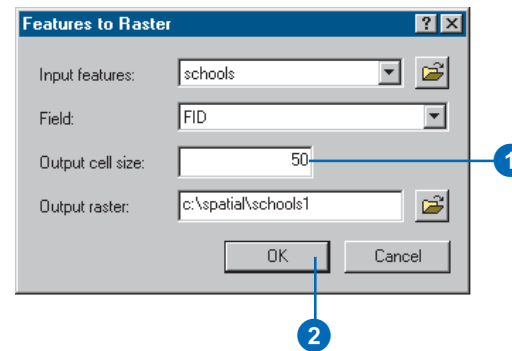 Features to Raster
Input features: schools
Field: FID
Output cell size: 50
1
Output raster: c:\spatial\schools1
OK Cancel
2